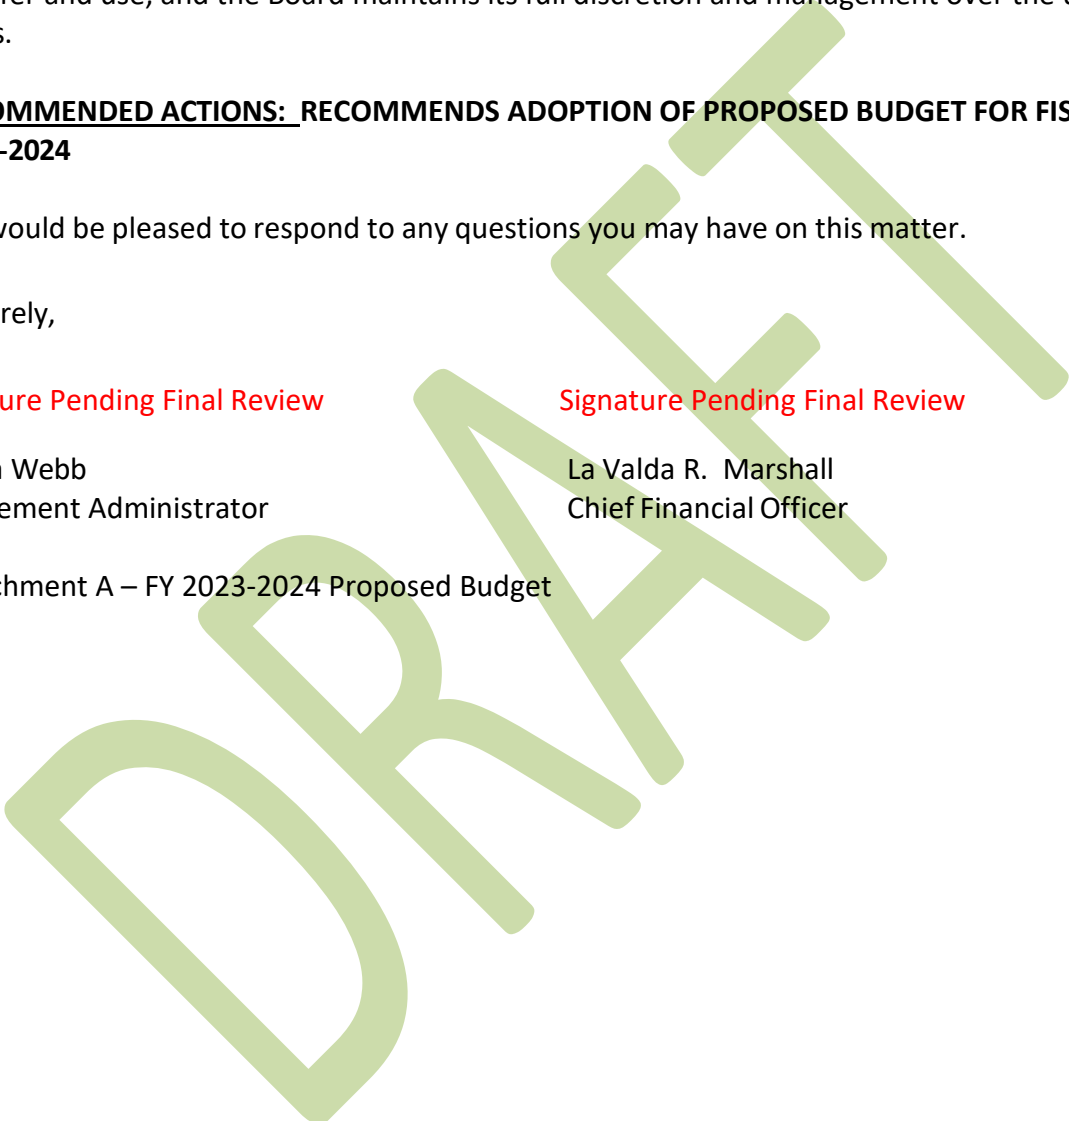 er and use, and the Board maintains its full discretion and management over the
s.
OMMENDED ACTIONS: RECOMMENDS ADOPTION OF PROPOSED BUDGET FOR FIS
-2024
would be pleased to respond to any questions you may have on this matter.
rely,
ure Pending Final Review Signature Pending Final Review
Webb La Valda R. Marshall
ement Administrator Chief Financial Officer
chment A – FY 2023-2024 Proposed Budget
DRAFT